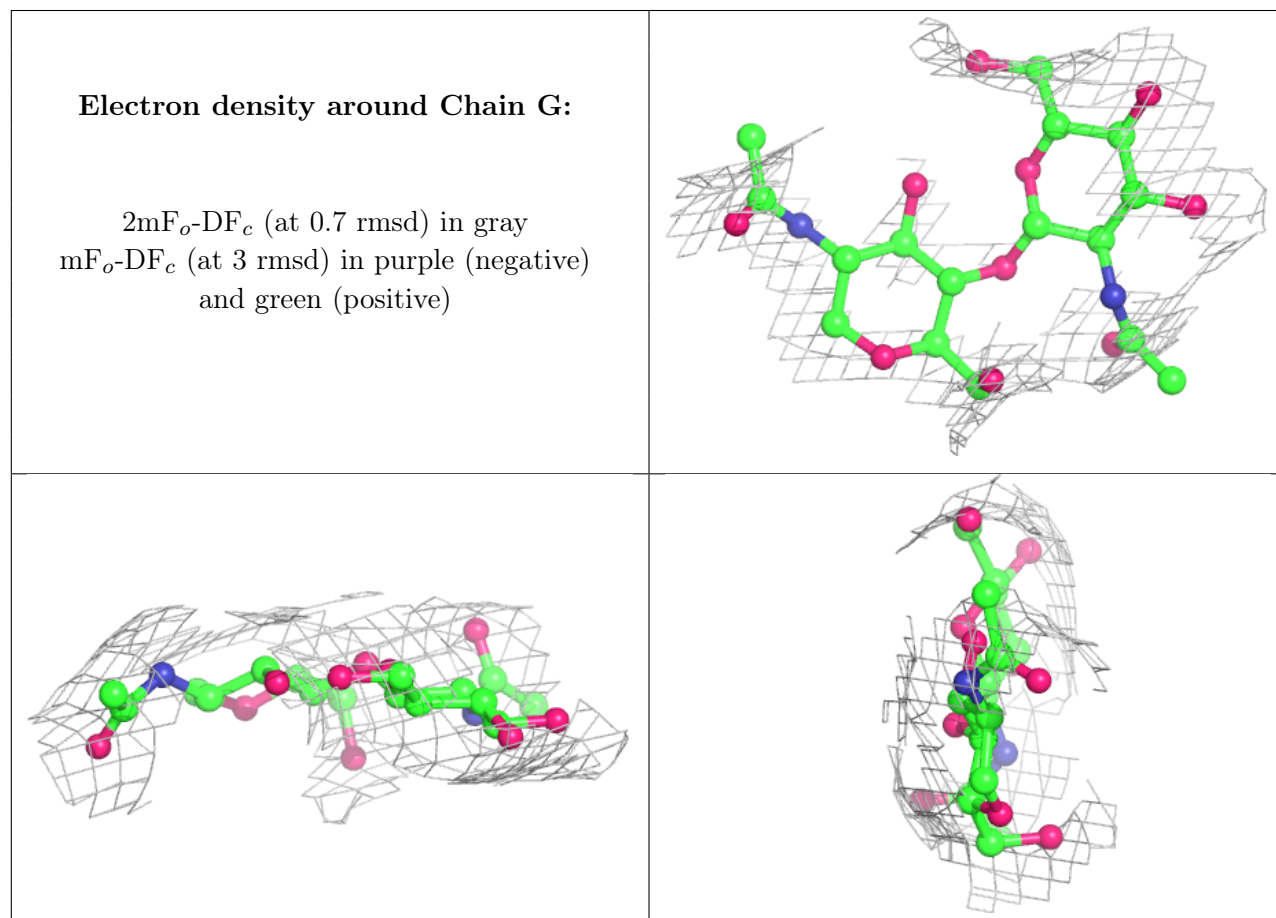 Electron density around Chain G:
2mFo-DFc (at 0.7 rmsd) in gray
mFo-DFc (at 3 rmsd) in purple (negative)
and green (positive)